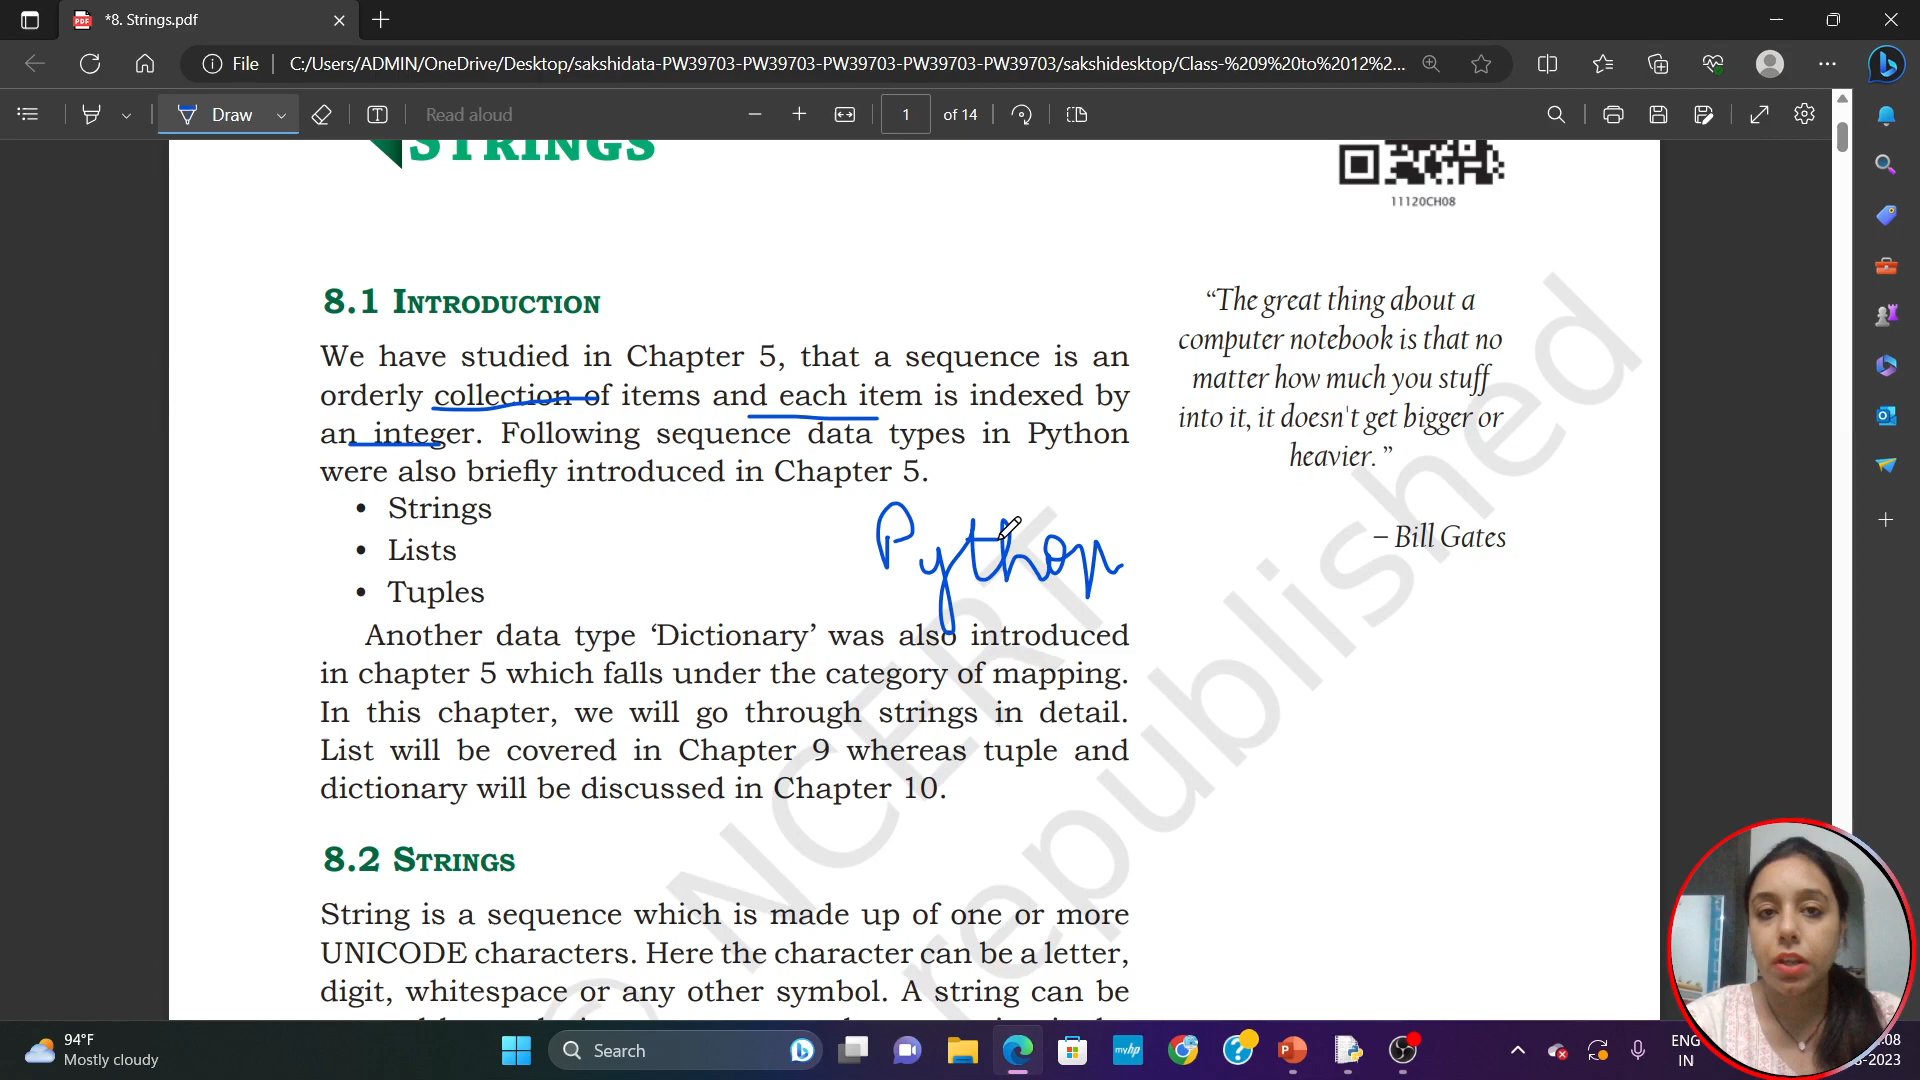 *8. Strings.pdf
File
C:/Users/ADMIN/OneDrive/Desktop/sakshidata-PW39703-PW39703-PW39703-PW39703-PW39703/sakshidesktop/Class-%209%20to%2012%2...
Draw
Read aloud
1 of 14
STRINGS
11120CH08
8.1 INTRODUCTION
We have studied in Chapter 5, that a sequence is an
orderly collection of items and each item is indexed by
an integer. Following sequence data types in Python
were also briefly introduced in Chapter 5.
• Strings
• Lists
• Tuples
Python
Another data type ‘Dictionary’ was also introduced
in chapter 5 which falls under the category of mapping.
In this chapter, we will go through strings in detail.
List will be covered in Chapter 9 whereas tuple and
dictionary will be discussed in Chapter 10.
8.2 STRINGS
String is a sequence which is made up of one or more
UNICODE characters. Here the character can be a letter,
digit, whitespace or any other symbol. A string can be
“The great thing about a
computer notebook is that no
matter how much you stuff
into it, it doesn't get bigger or
heavier.”
– Bill Gates
© NCERT
republished
94°F
Mostly cloudy
Search
myhp
ENG
IN